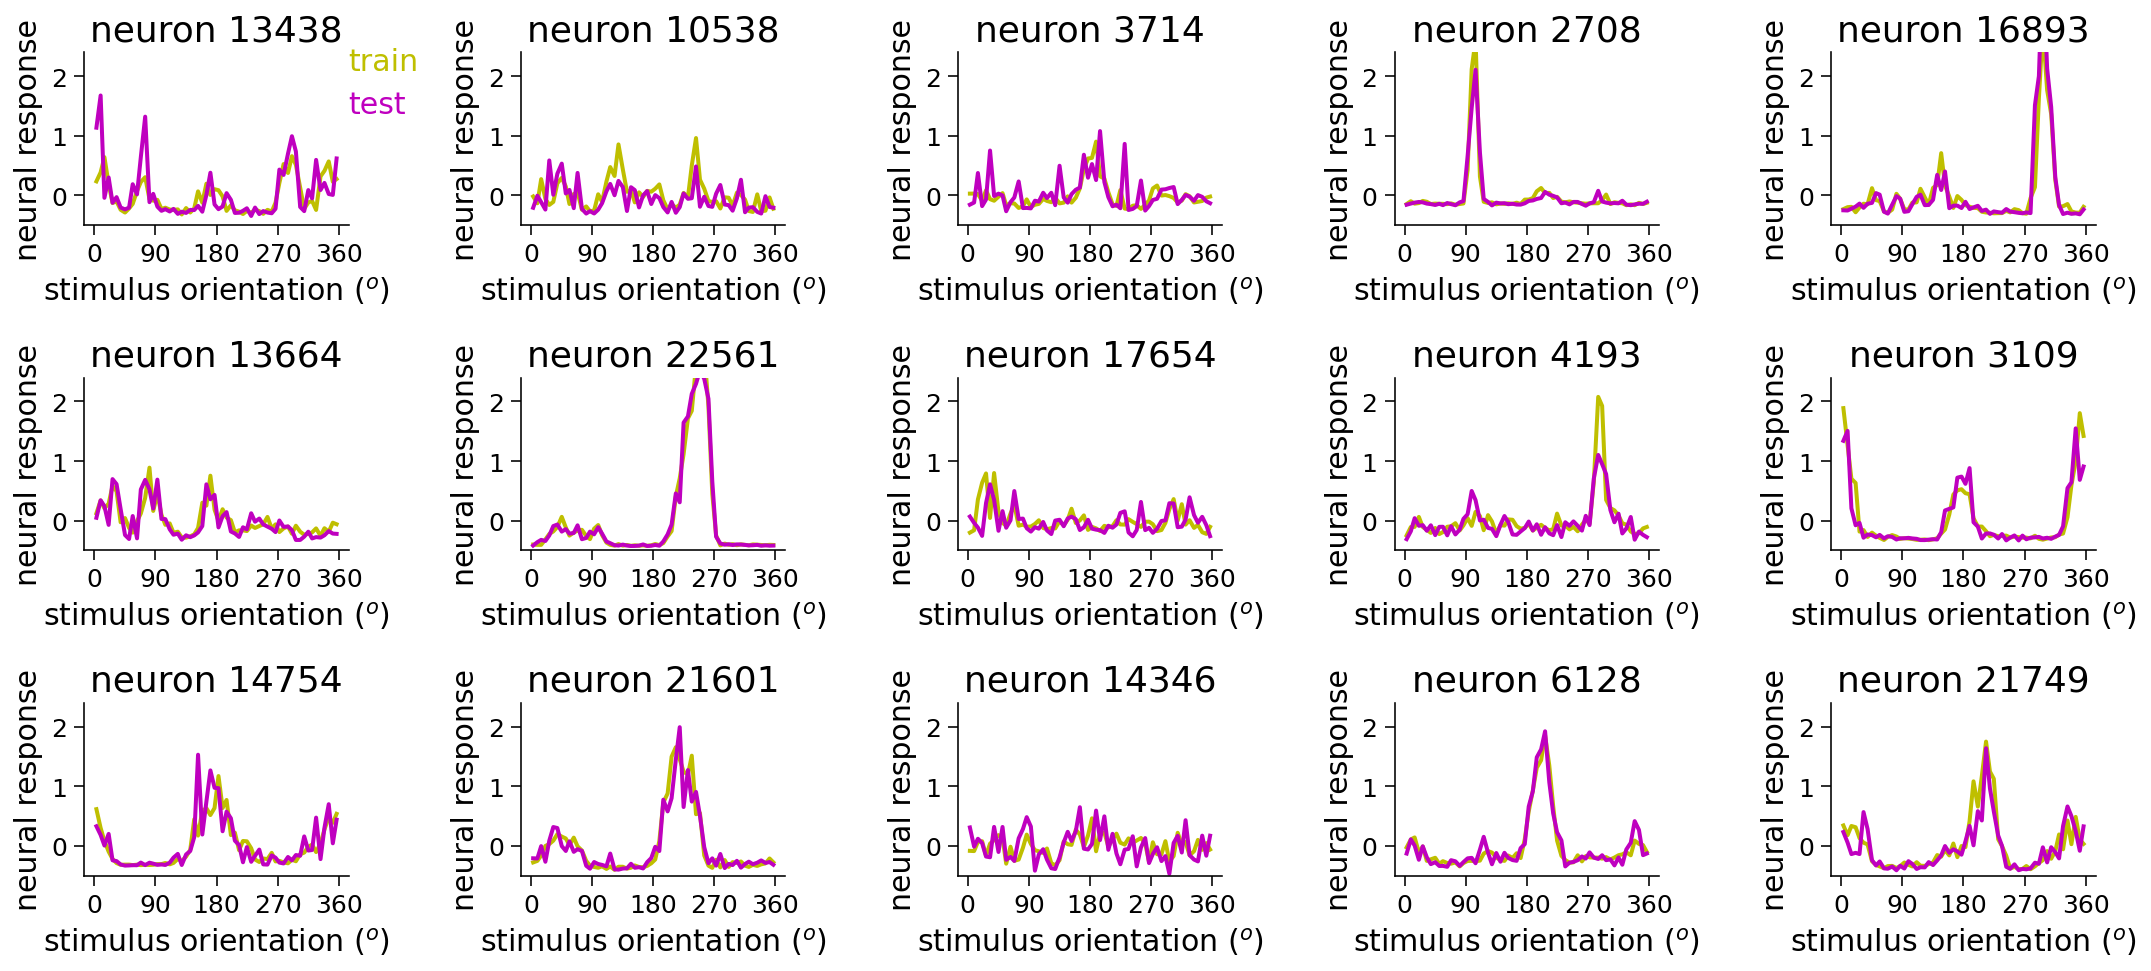 neuron 13438
neuron 10538
neuron 3714
neuron 2708
neuron 16893
train
test
neural response
2
1
0
0 90 180 270 360
stimulus orientation (°)
neural response
2
1
0
0 90 180 270 360
stimulus orientation (°)
neural response
2
1
0
0 90 180 270 360
stimulus orientation (°)
neural response
2
1
0
0 90 180 270 360
stimulus orientation (°)
neural response
2
1
0
0 90 180 270 360
stimulus orientation (°)
neuron 13664
neuron 22561
neuron 17654
neuron 4193
neuron 3109
neural response
2
1
0
0 90 180 270 360
stimulus orientation (°)
neural response
2
1
0
0 90 180 270 360
stimulus orientation (°)
neural response
2
1
0
0 90 180 270 360
stimulus orientation (°)
neural response
2
1
0
0 90 180 270 360
stimulus orientation (°)
neural response
2
1
0
0 90 180 270 360
stimulus orientation (°)
neuron 14754
neuron 21601
neuron 14346
neuron 6128
neuron 21749
neural response
2
1
0
0 90 180 270 360
stimulus orientation (°)
neural response
2
1
0
0 90 180 270 360
stimulus orientation (°)
neural response
2
1
0
0 90 180 270 360
stimulus orientation (°)
neural response
2
1
0
0 90 180 270 360
stimulus orientation (°)
neural response
2
1
0
0 90 180 270 360
stimulus orientation (°)